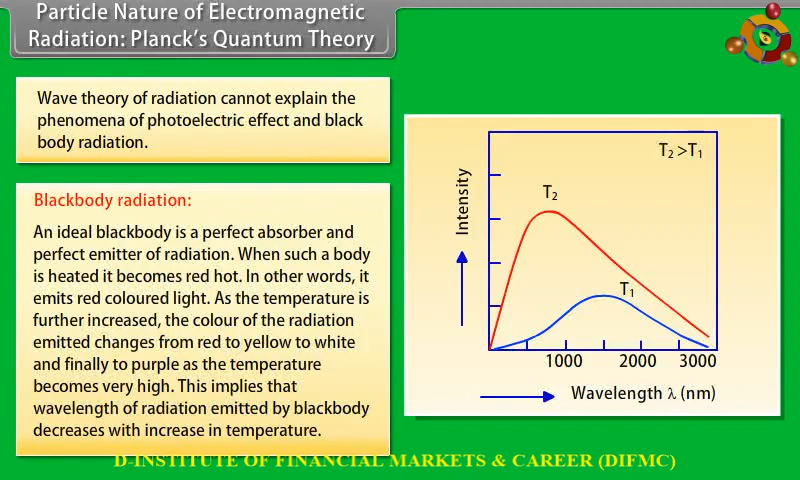 Particle Nature of Electromagnetic
Radiation: Planck's Quantum Theory
Wave theory of radiation cannot explain the
phenomena of photoelectric effect and black
body radiation.
Blackbody radiation:
An ideal blackbody is a perfect absorber and
perfect emitter of radiation. When such a body
is heated it becomes red hot. In other words, it
emits red coloured light. As the temperature is
further increased, the colour of the radiation
emitted changes from red to yellow to white
and finally to purple as the temperature
becomes very high. This implies that
wavelength of radiation emitted by blackbody
decreases with increase in temperature.
T₂ >T₁
Intensity
T₂
T₁
1000 2000 3000
Wavelength λ (nm)
D-INSTITUTE OF FINANCIAL MARKETS & CAREER (DIFMC)